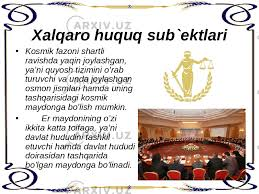 ARXIV.UZ
Xalqaro huquq sub`ektlari
• Kosmik fazoni shartli
ravishda yaqin joylashgan,
ya’ni quyosh tizimini o‘rab
turuvchi va unda joylashgan
osmon jismlari hamda uning
tashqarisidagi kosmik
maydonga bo‘lish mumkin.
• Er maydonining o‘zi
ikkita katta toifaga, ya’ni
davlat hududini tashkil
etuvchi hamda davlat hududi
doirasidan tashqarida
bo‘lgan maydonga bo‘linadi.